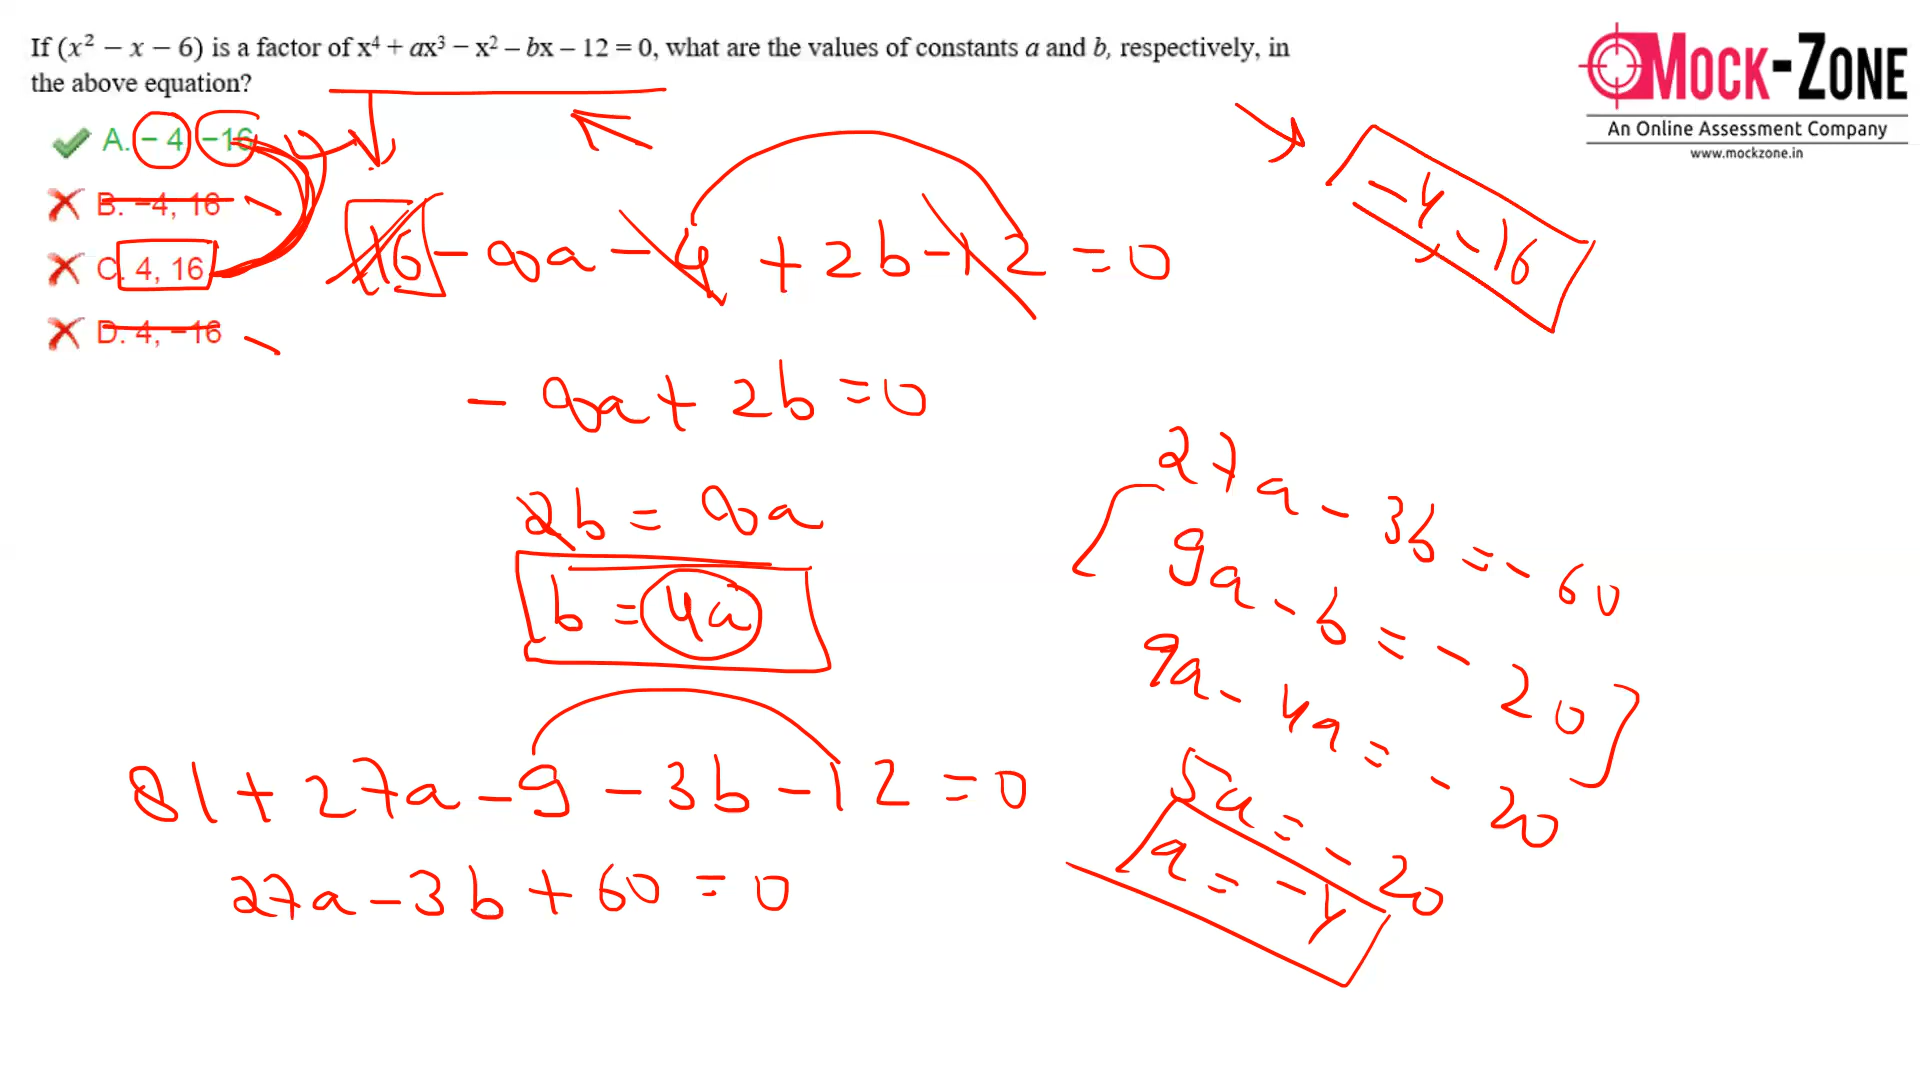 If (x² − x − 6) is a factor of x⁴ + ax³ − x² – bx – 12 = 0, what are the values of constants a and b, respectively, in
the above equation?
MOCK-ZONE
An Online Assessment Company
www.mockzone.in
A. – 4, –16
B. –4, 16
C. 4, 16
D. 4, –16
-4, -16
16 - 8a - 4 + 2b - 12 = 0
- 8a + 2b = 0
2b = 8a
b = 4a
81 + 27a - 9 - 3b - 12 = 0
27a - 3b + 60 = 0
27a - 3b = - 60
9a - b = - 20
9a - 4a = - 20
5a = - 20
a = - 4